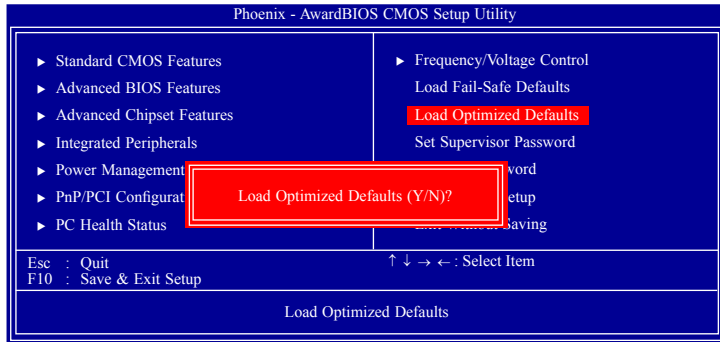 Phoenix - AwardBIOS CMOS Setup Utility
► Standard CMOS Features
► Advanced BIOS Features
► Advanced Chipset Features
► Integrated Peripherals
► Power Management
► PnP/PCI
► PC Health Status
► Frequency/Voltage Control
Load Fail-Safe Defaults
Load Optimized Defaults
Set Supervisor Password
Saving
Load Optimized Defaults (Y/N)?
Esc : Quit
F10 : Save & Exit Setup
↑ ↓ → ← : Select Item
Load Optimized Defaults